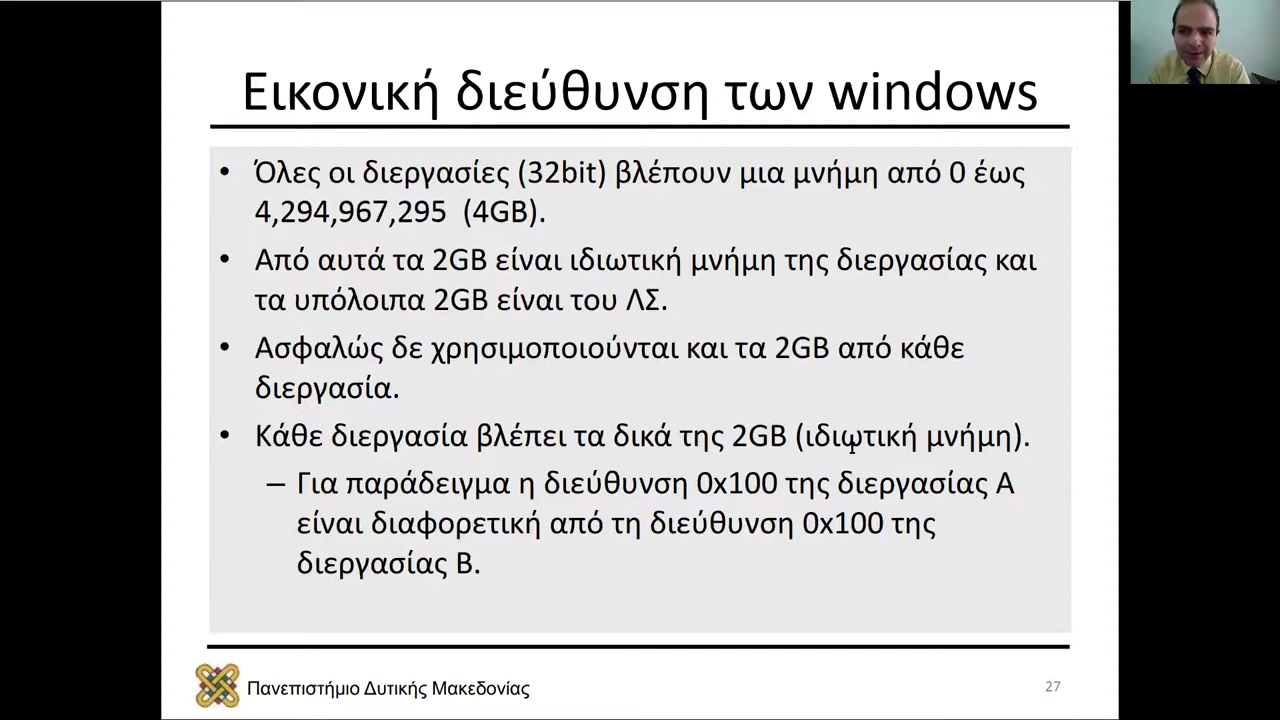 Εικονική διεύθυνση των windows
• Όλες οι διεργασίες (32bit) βλέπουν μια μνήμη από 0 έως
4,294,967,295 (4GB).
• Από αυτά τα 2GB είναι ιδιωτική μνήμη της διεργασίας και
τα υπόλοιπα 2GB είναι του ΛΣ.
• Ασφαλώς δε χρησιμοποιούνται και τα 2GB από κάθε
διεργασία.
• Κάθε διεργασία βλέπει τα δικά της 2GB (ιδιωτική μνήμη).
– Για παράδειγμα η διεύθυνση 0x100 της διεργασίας Α
είναι διαφορετική από τη διεύθυνση 0x100 της
διεργασίας Β.
Πανεπιστήμιο Δυτικής Μακεδονίας
27